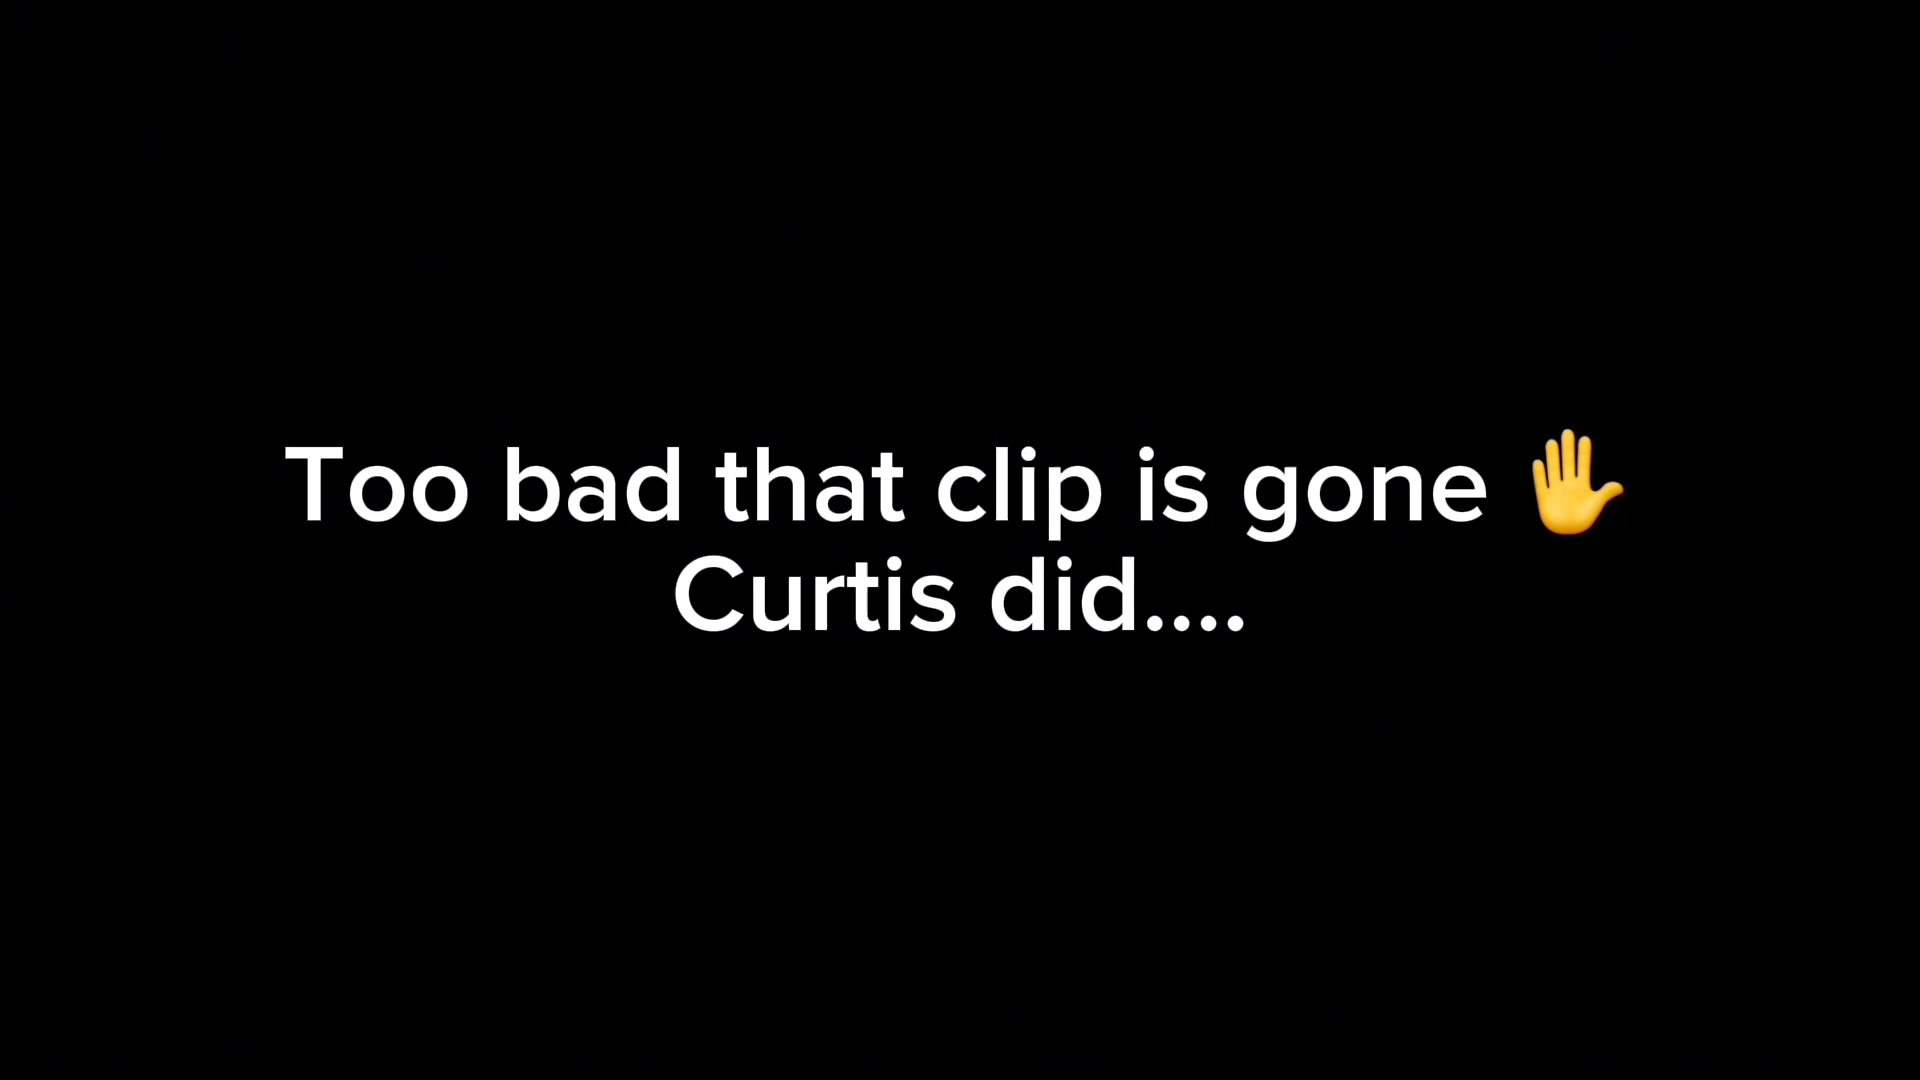 Too bad that clip is gone ✋
Curtis did....